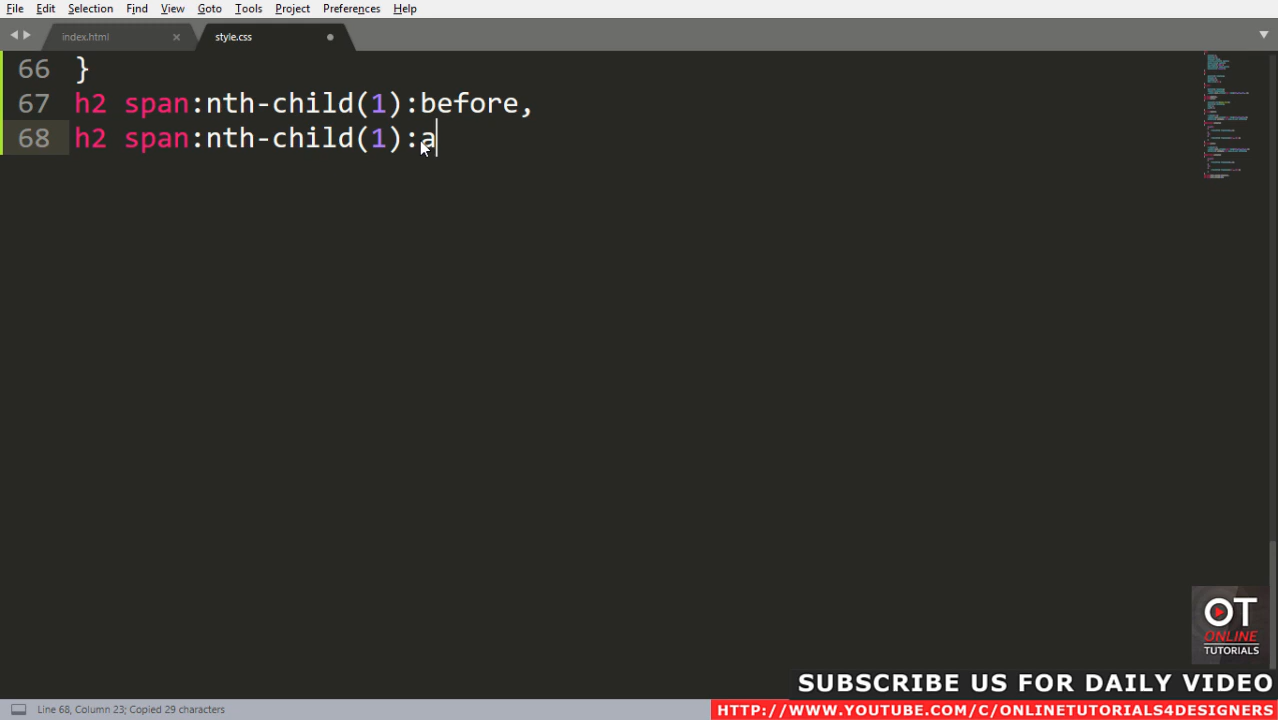 File Edit Selection Find View Goto Tools Project Preferences Help
index.html × style.css
66 }
67 h2 span:nth-child(1):before,
68 h2 span:nth-child(1):a
OT
ONLINE
TUTORIALS
SUBSCRIBE US FOR DAILY VIDEO
Line 68, Column 23; Copied 29 characters
HTTP://WWW.YOUTUBE.COM/C/ONLINETUTORIALS4DESIGNERS